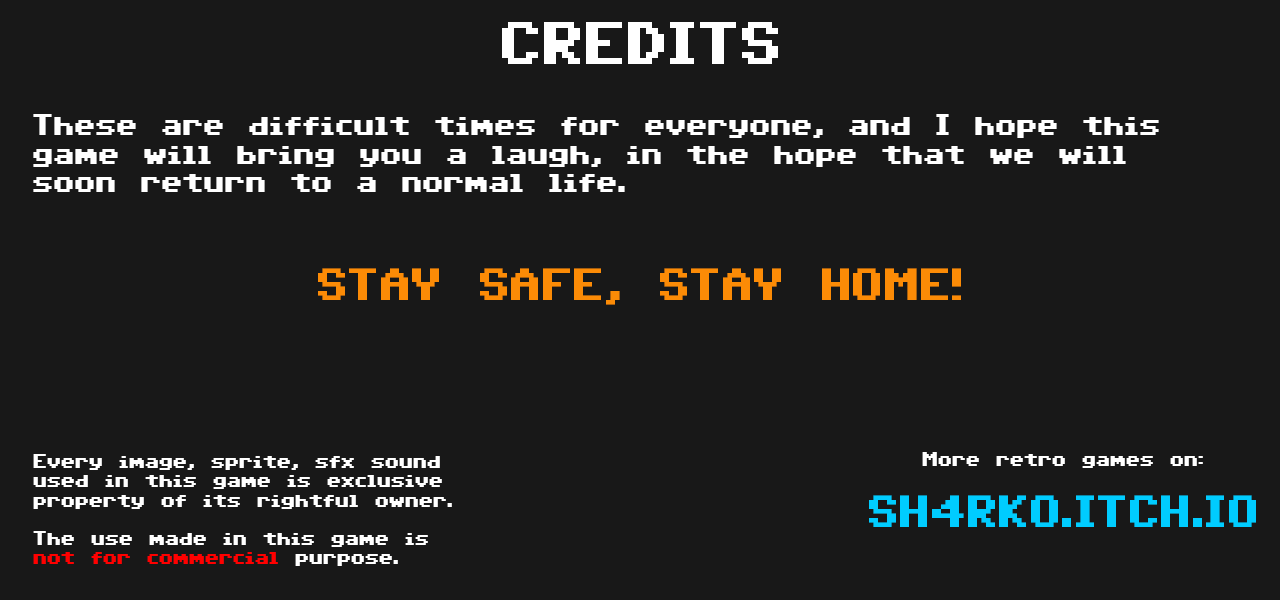 CREDITS
These are difficult times for everyone, and I hope this
game will bring you a laugh, in the hope that we will
soon return to a normal life.
STAY SAFE, STAY HOME!
Every image, sprite, sfx sound
used in this game is exclusive
property of its rightful owner.
The use made in this game is
not for commercial purpose.
More retro games on:
SH4RKO.ITCH.IO